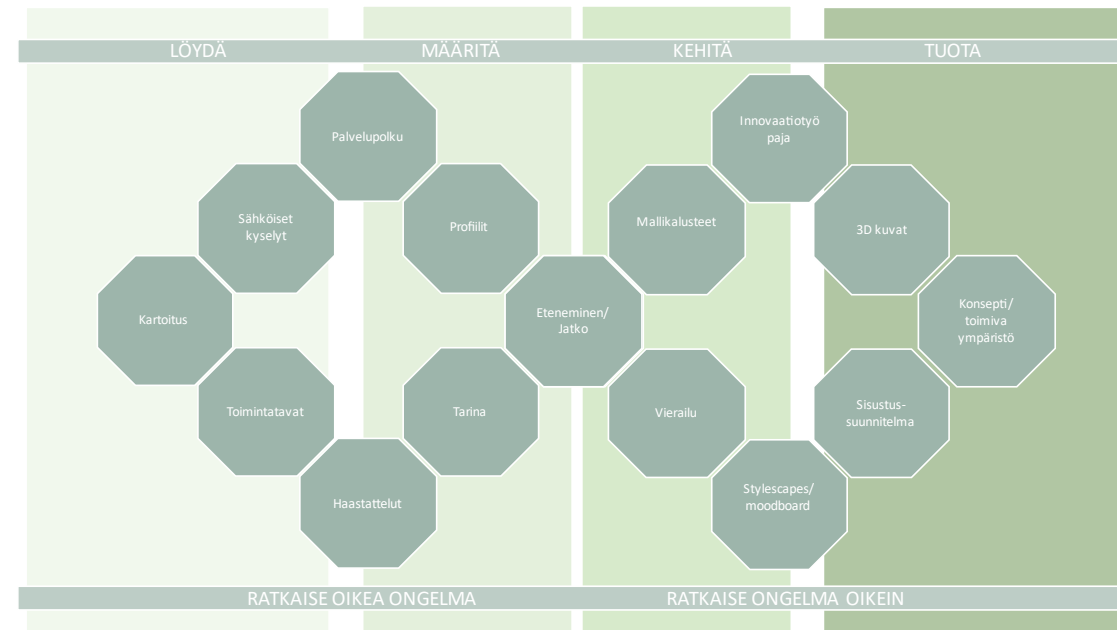 LÖYDÄ
MÄÄRITÄ
KEHITÄ
TUOTA
Palvelupolku
Innovaatiotyö
paja
Sähköiset
kyselyt
Profiilit
Mallikalusteet
3D kuvat
Kartoitus
Eteneminen/
Jatko
Konsepti/
toimiva
ympäristö
Toimintatavat
Tarina
Vierailu
Sisustus-
suunnitelma
Haastattelut
Stylescapes/
moodboard
RATKAISE OIKEA ONGELMA
RATKAISE ONGELMA OIKEIN